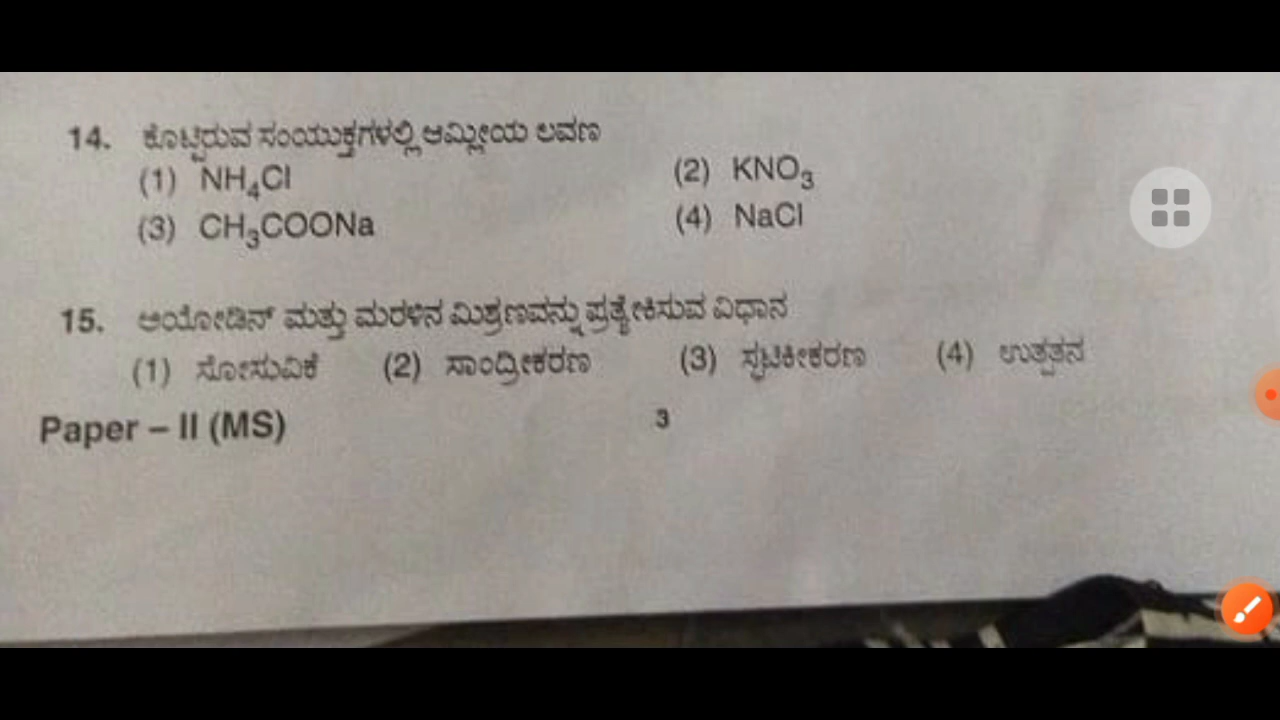 14. ಕೊಟ್ಟಿರುವ ಸಂಯುಕ್ತಗಳಲ್ಲಿ ಆಮ್ಲೀಯ ಲವಣ
(1) NH₄Cl (2) KNO₃
(3) CH₃COONa (4) NaCl
15. ಆಯೋಡಿನ್ ಮತ್ತು ಮರಳಿನ ಮಿಶ್ರಣವನ್ನು ಪ್ರತ್ಯೇಕಿಸುವ ವಿಧಾನ
(1) ಸೋಸುವಿಕೆ (2) ಸಾಂದ್ರೀಕರಣ (3) ಸ್ಫಟಿಕೀಕರಣ (4) ಉತ್ಪತನ
Paper – II (MS) 3